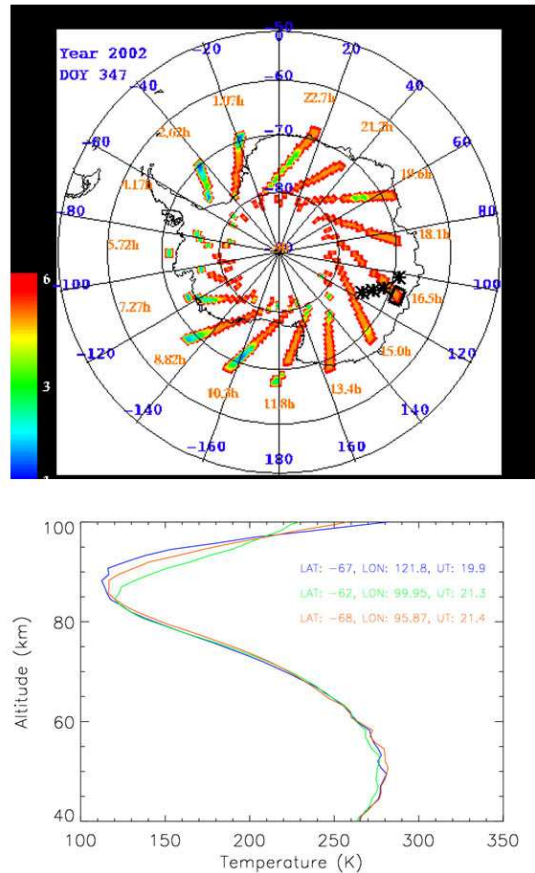 -50
Year 2002
DOY 347
0
-20
20
-60
-40
40
1.07h
22.7h
2.62h
-70
21.2h
-60
60
4.17h
19.6h
-80
-80
80
5.72h
18.1h
-90
6
-100
100
7.27h
16.5h
-120
120
8.82h
15.0h
3
-140
140
10.3h
11.8h
13.4h
-160
160
180
100
LAT: -67, LON: 121.8, UT: 19.9
LAT: -62, LON: 99.95, UT: 21.3
LAT: -68, LON: 95.87, UT: 21.4
80
Altitude (km)
60
40
100 150 200 250 300 350
Temperature (K)